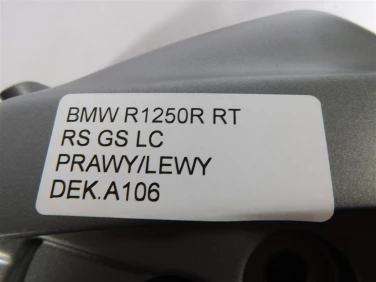 BMW R1250R RT
RS GS LC
PRAWY/LEWY
DEK.A106